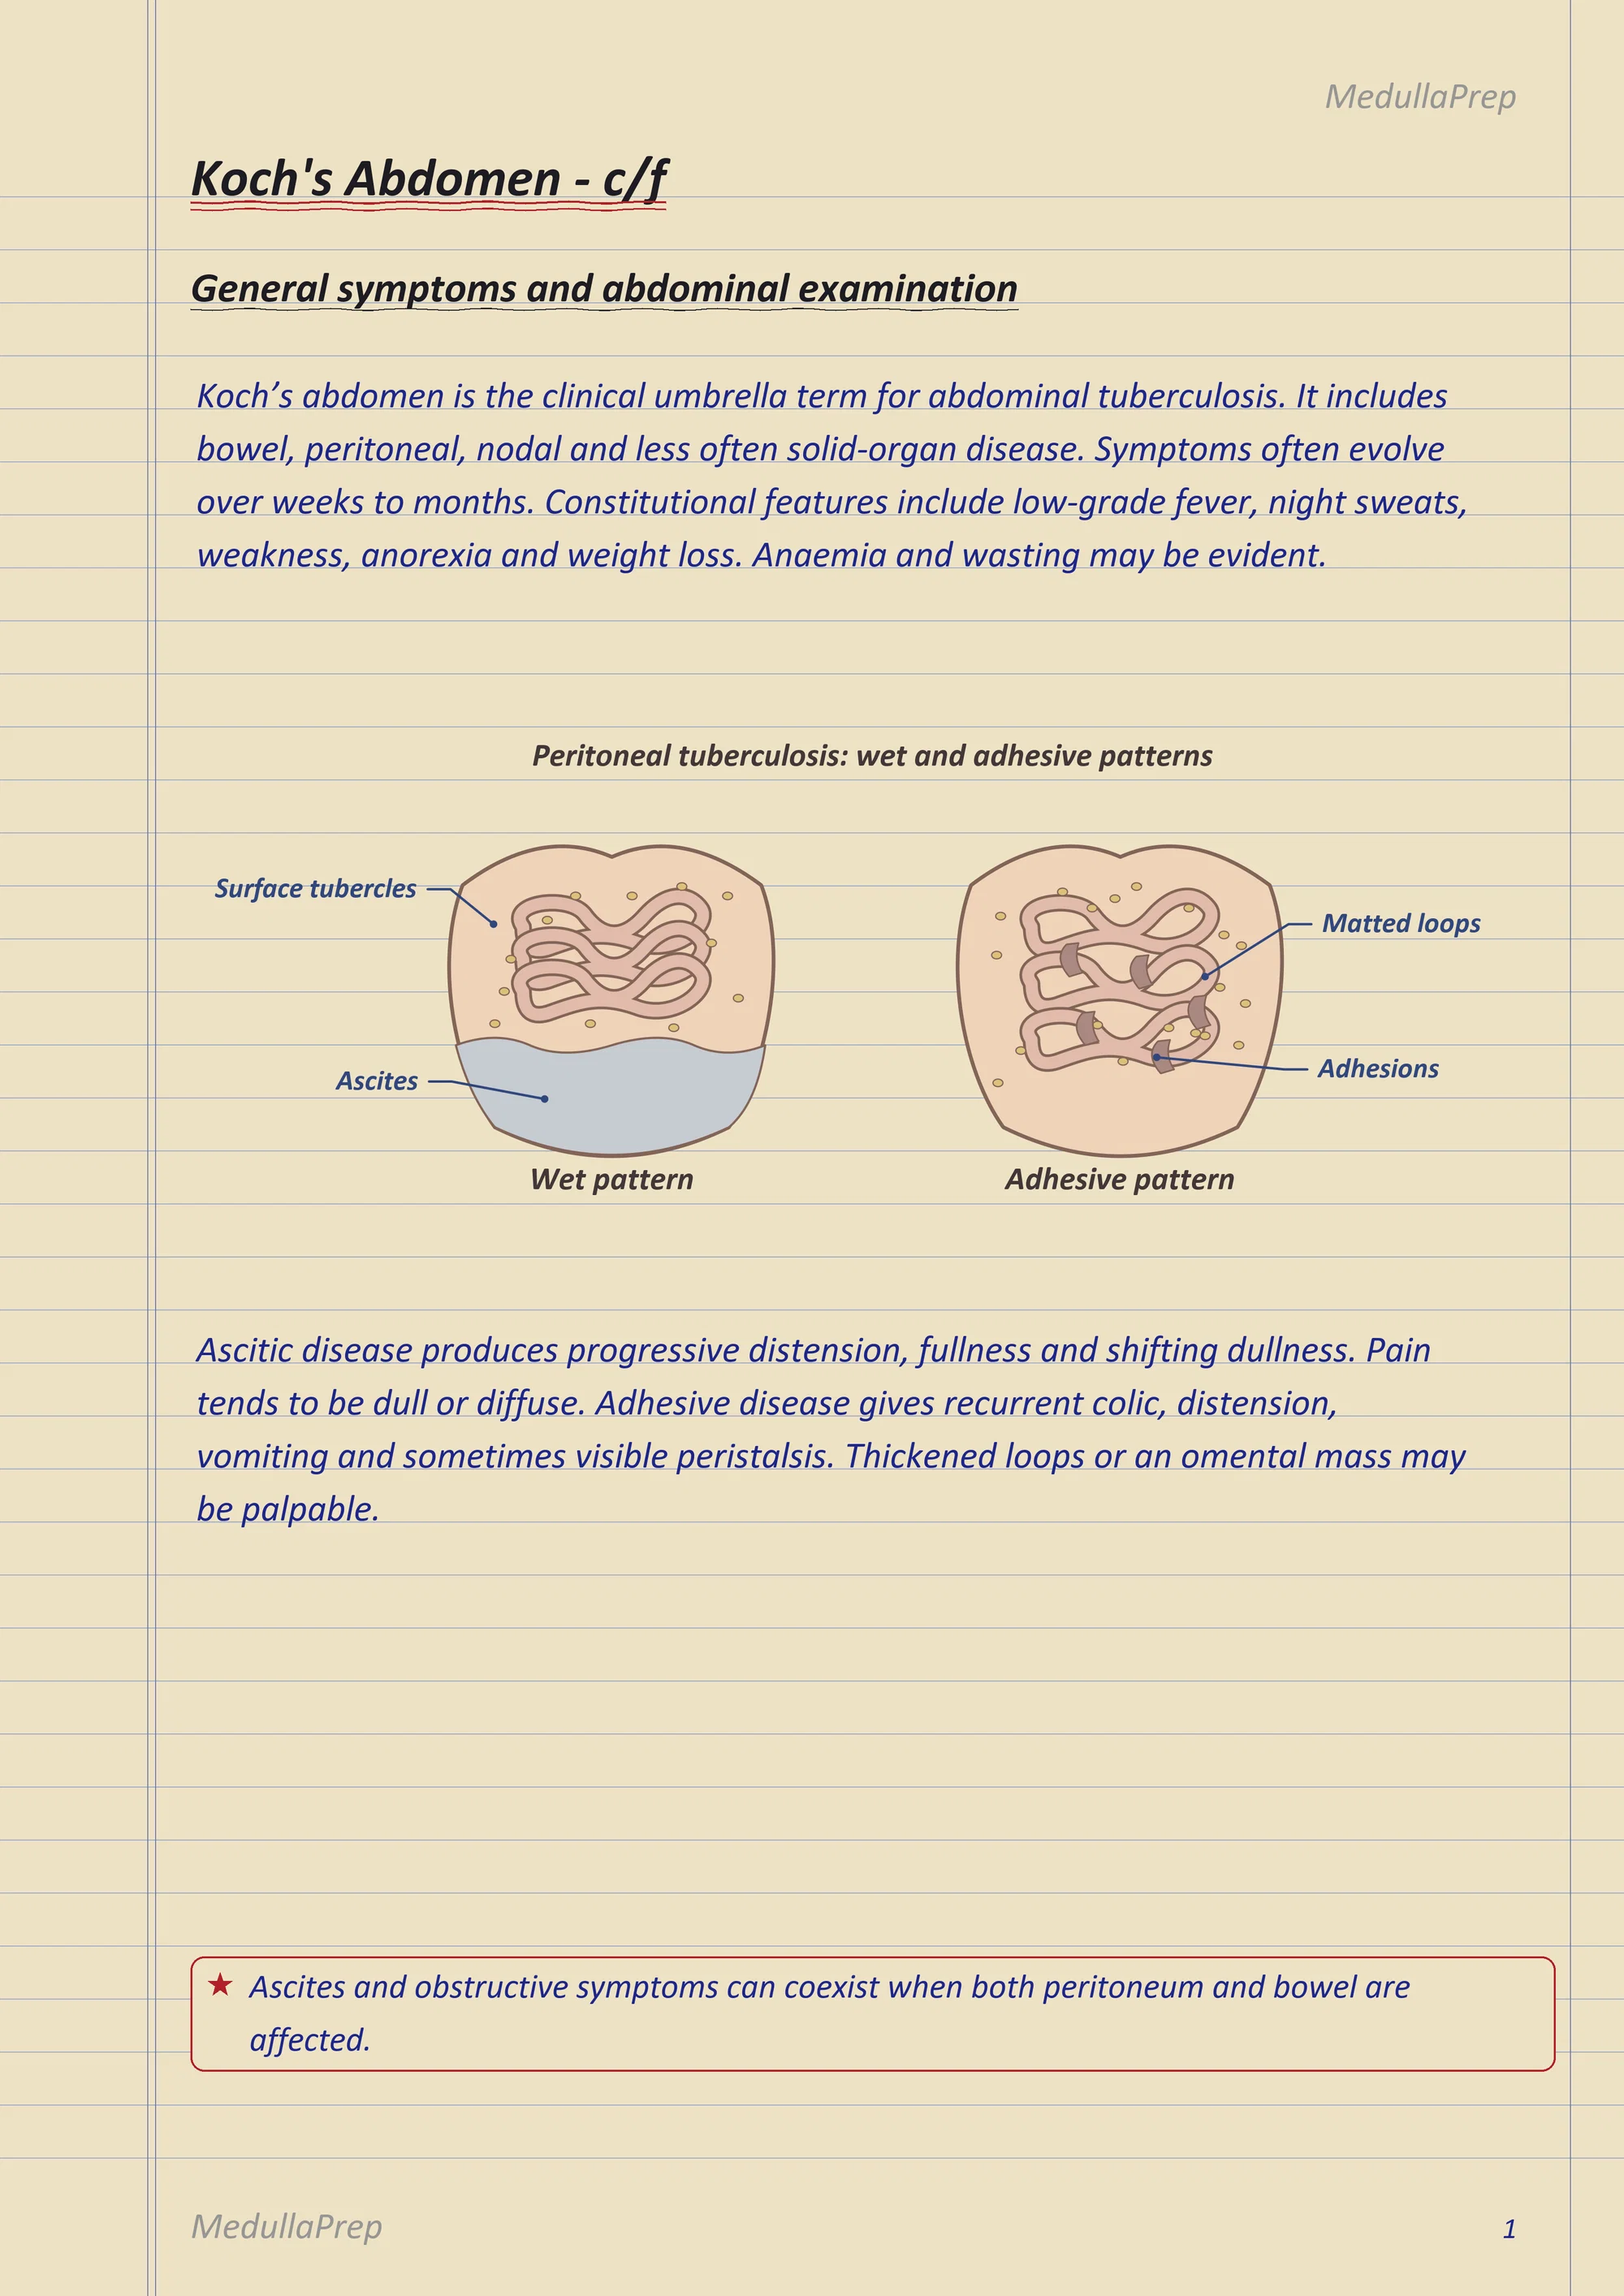 MedullaPrep
Koch's Abdomen - c/f
General symptoms and abdominal examination
Koch’s abdomen is the clinical umbrella term for abdominal tuberculosis. It includes
bowel, peritoneal, nodal and less often solid-organ disease. Symptoms often evolve
over weeks to months. Constitutional features include low-grade fever, night sweats,
weakness, anorexia and weight loss. Anaemia and wasting may be evident.
Peritoneal tuberculosis: wet and adhesive patterns
Surface tubercles
Matted loops
Ascites
Adhesions
Wet pattern
Adhesive pattern
Ascitic disease produces progressive distension, fullness and shifting dullness. Pain
tends to be dull or diffuse. Adhesive disease gives recurrent colic, distension,
vomiting and sometimes visible peristalsis. Thickened loops or an omental mass may
be palpable.
★ Ascites and obstructive symptoms can coexist when both peritoneum and bowel are
affected.
MedullaPrep
1